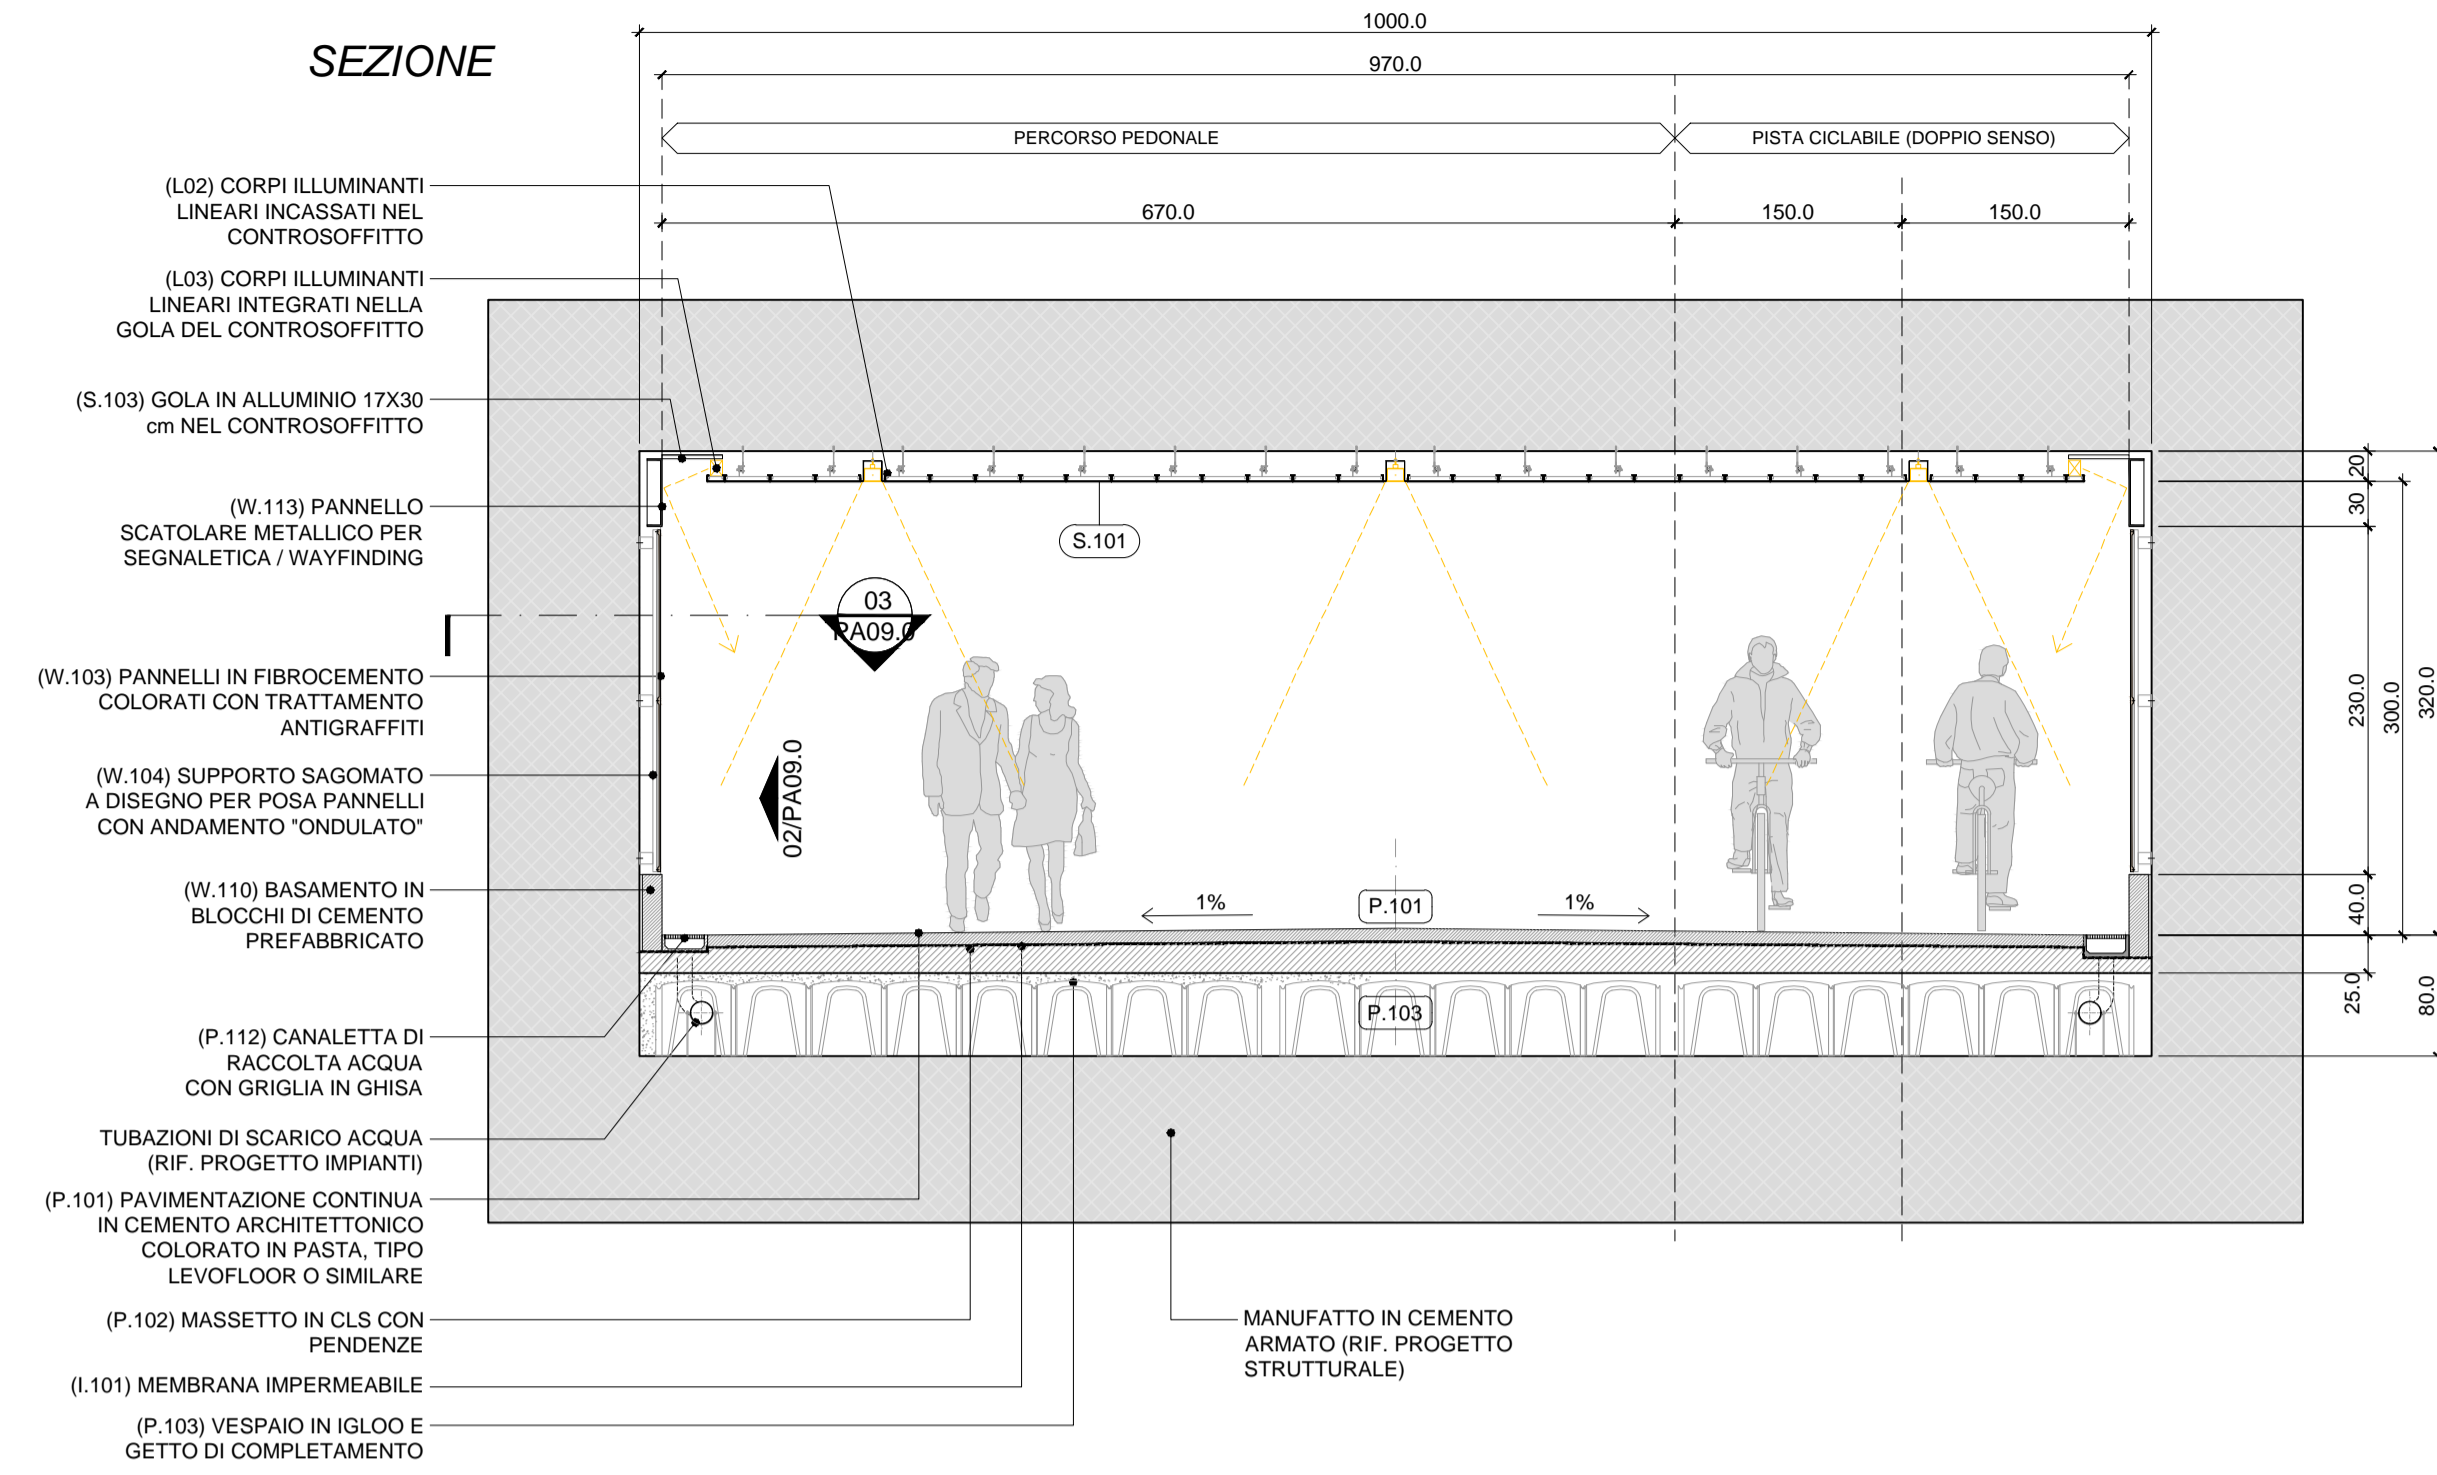 SEZIONE
1000.0
970.0
PERCORSO PEDONALE
PISTA CICLABILE (DOPPIO SENSO)
670.0
150.0
150.0
(L02) CORPI ILLUMINANTI
LINEARI INCASSATI NEL
CONTROSOFFITTO
(L03) CORPI ILLUMINANTI
LINEARI INTEGRATI NELLA
GOLA DEL CONTROSOFFITTO
(S.103) GOLA IN ALLUMINIO 17X30
cm NEL CONTROSOFFITTO
(W.113) PANNELLO
SCATOLARE METALLICO PER
SEGNALETICA / WAYFINDING
(W.103) PANNELLI IN FIBROCEMENTO
COLORATI CON TRATTAMENTO
ANTIGRAFFITI
(W.104) SUPPORTO SAGOMATO
A DISEGNO PER POSA PANNELLI
CON ANDAMENTO "ONDULATO"
(W.110) BASAMENTO IN
BLOCCHI DI CEMENTO
PREFABBRICATO
(P.112) CANALETTA DI
RACCOLTA ACQUA
CON GRIGLIA IN GHISA
TUBAZIONI DI SCARICO ACQUA
(RIF. PROGETTO IMPIANTI)
(P.101) PAVIMENTAZIONE CONTINUA
IN CEMENTO ARCHITETTONICO
COLORATO IN PASTA, TIPO
LEVOFLOOR O SIMILARE
(P.102) MASSETTO IN CLS CON
PENDENZE
(I.101) MEMBRANA IMPERMEABILE
(P.103) VESPAIO IN IGLOO E
GETTO DI COMPLETAMENTO
S.101
03
PA09.0
02/PA09.0
1%
P.101
1%
P.103
MANUFATTO IN CEMENTO
ARMATO (RIF. PROGETTO
STRUTTURALE)
20
30
230.0
300.0
320.0
40.0
25.0
80.0